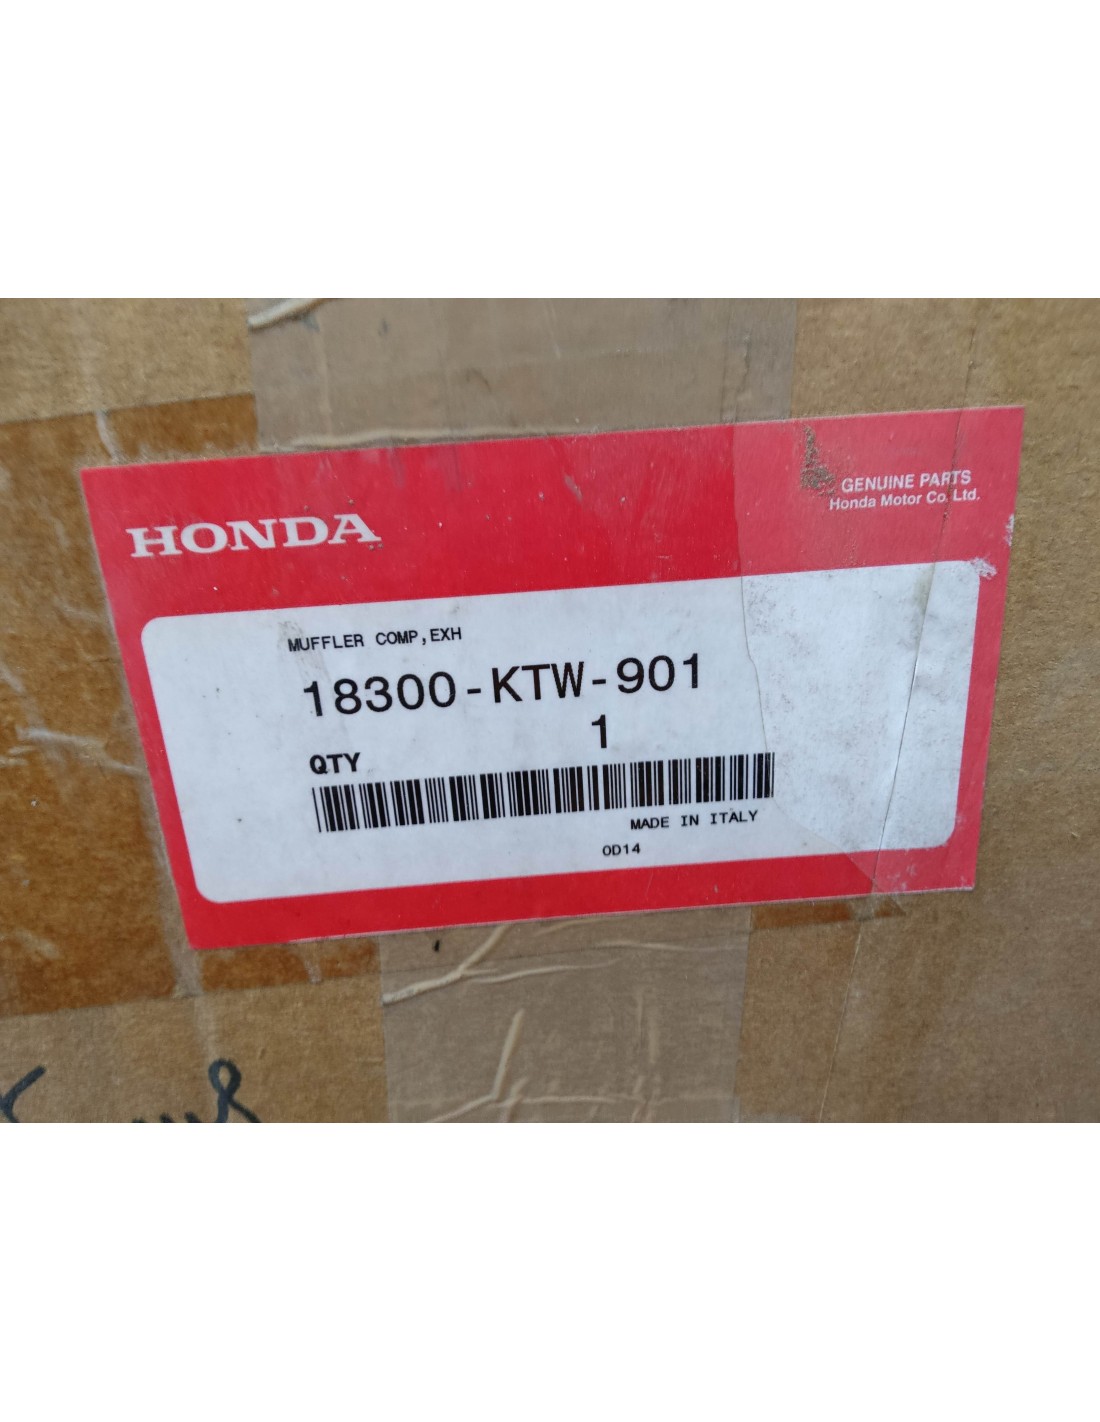 HONDA
GENUINE PARTS
Honda Motor Co. Ltd.
MUFFLER COMP,EXH
18300-KTW-901
1
QTY
MADE IN ITALY
0D14